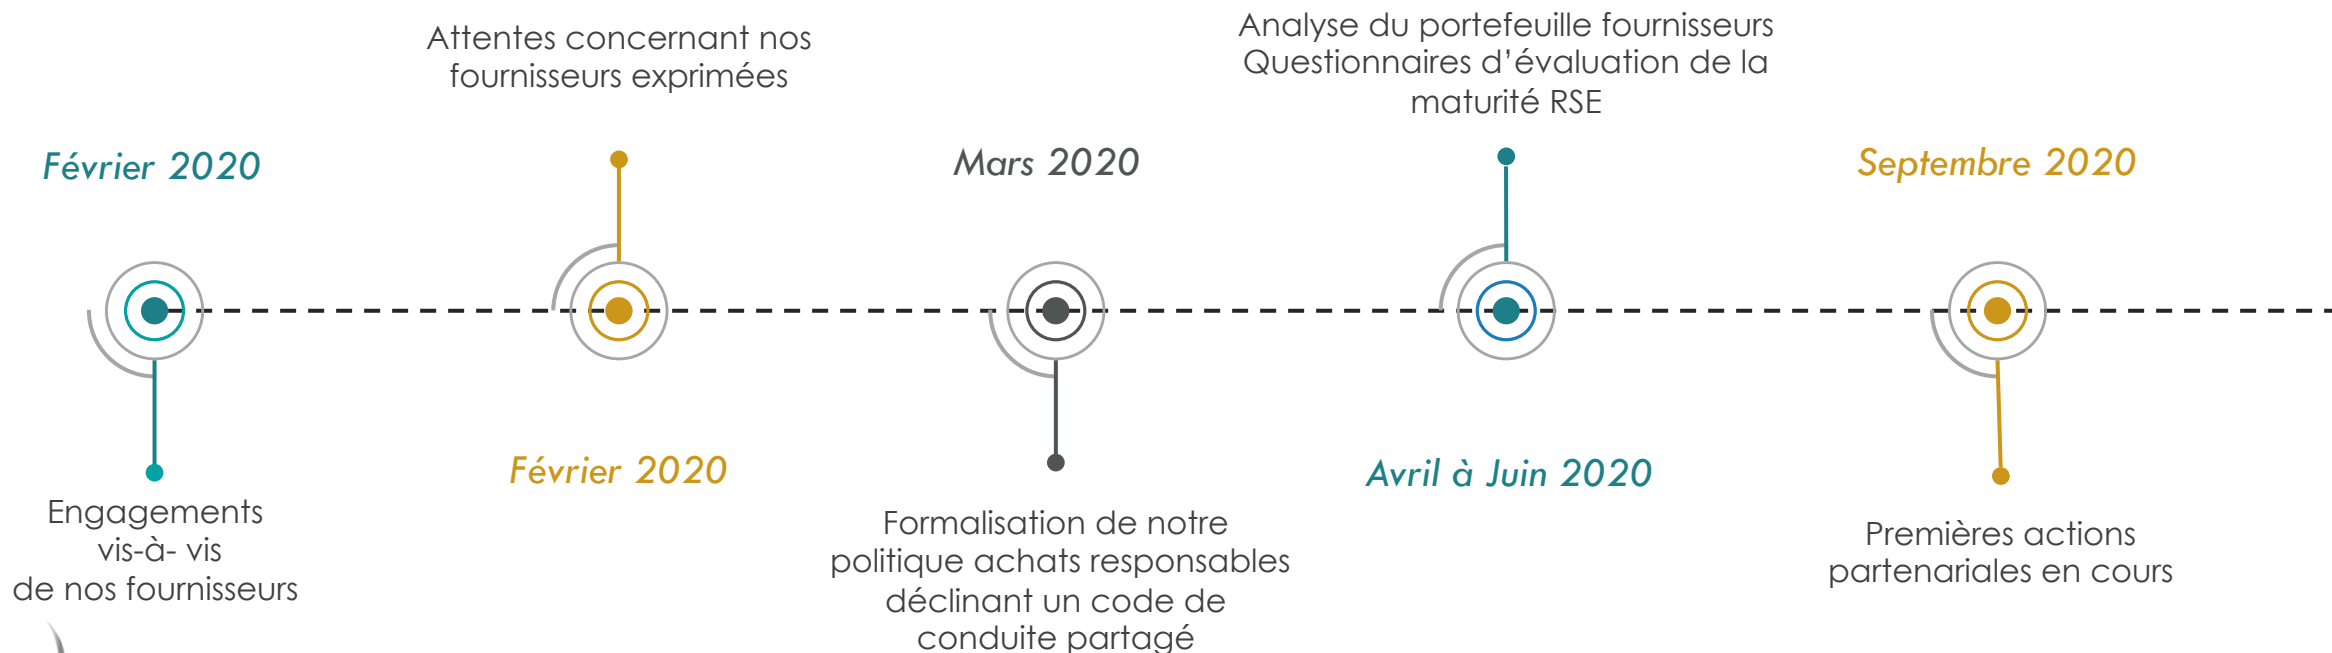 Février 2020
Engagements
vis-à- vis
de nos fournisseurs
Attentes concernant nos
fournisseurs exprimées
Février 2020
Mars 2020
Formalisation de notre
politique achats responsables
déclinant un code de
conduite partagé
Analyse du portefeuille fournisseurs
Questionnaires d’évaluation de la
maturité RSE
Avril à Juin 2020
Septembre 2020
Premières actions
partenariales en cours